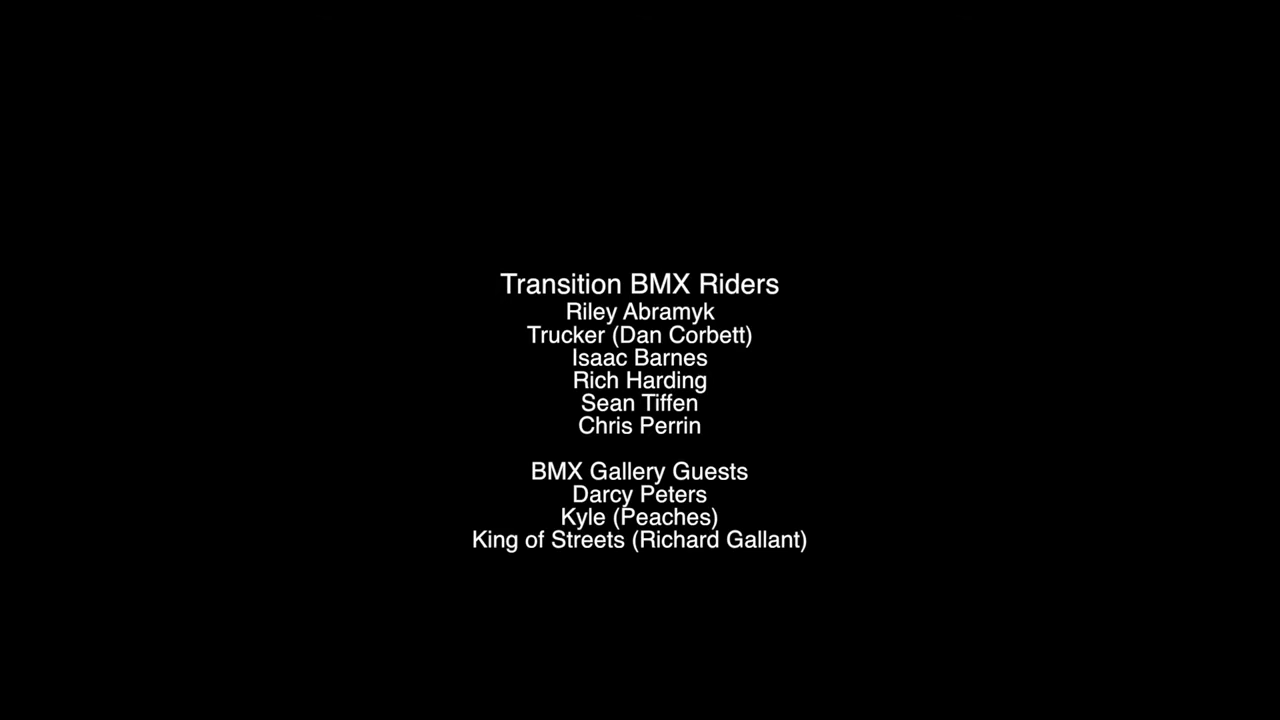 Transition BMX Riders
Riley Abramyk
Trucker (Dan Corbett)
Isaac Barnes
Rich Harding
Sean Tiffen
Chris Perrin
BMX Gallery Guests
Darcy Peters
Kyle (Peaches)
King of Streets (Richard Gallant)